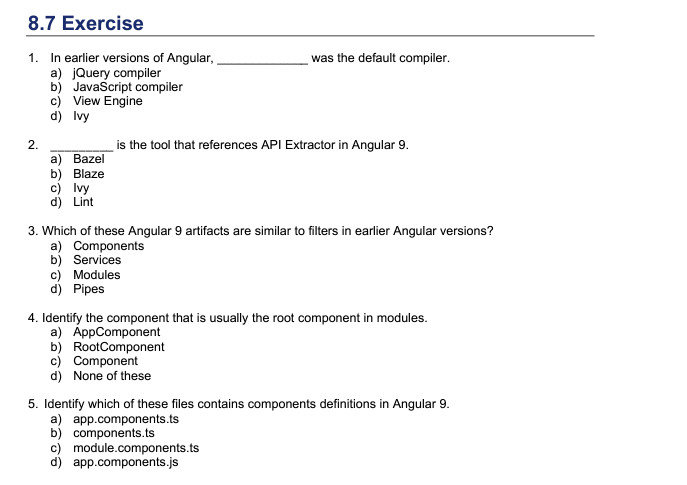 8.7 Exercise
1. In earlier versions of Angular, _____________ was the default compiler.
a) jQuery compiler
b) JavaScript compiler
c) View Engine
d) Ivy
2. _________ is the tool that references API Extractor in Angular 9.
a) Bazel
b) Blaze
c) Ivy
d) Lint
3. Which of these Angular 9 artifacts are similar to filters in earlier Angular versions?
a) Components
b) Services
c) Modules
d) Pipes
4. Identify the component that is usually the root component in modules.
a) AppComponent
b) RootComponent
c) Component
d) None of these
5. Identify which of these files contains components definitions in Angular 9.
a) app.components.ts
b) components.ts
c) module.components.ts
d) app.components.js